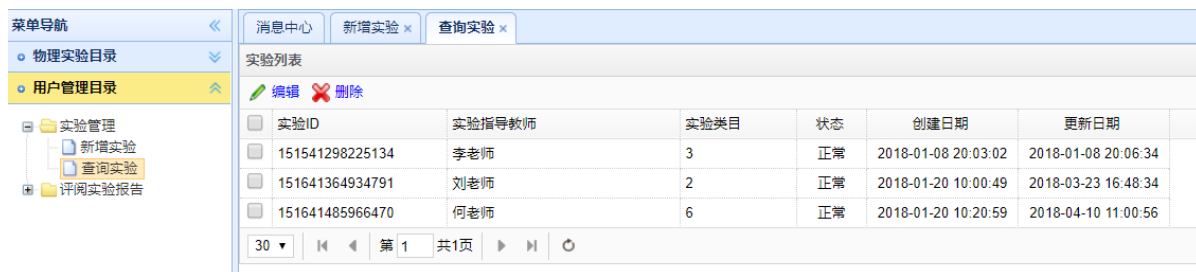 菜单导航
物理实验目录
用户管理目录
实验管理
新增实验
查询实验
评阅实验报告
消息中心 新增实验 × 查询实验 ×
实验列表
编辑 删除
实验ID 实验指导教师 实验类目 状态 创建日期 更新日期
151541298225134 李老师 3 正常 2018-01-08 20:03:02 2018-01-08 20:06:34
151641364934791 刘老师 2 正常 2018-01-20 10:00:49 2018-03-23 16:48:34
151641485966470 何老师 6 正常 2018-01-20 10:20:59 2018-04-10 11:00:56
30 第 1 共1页